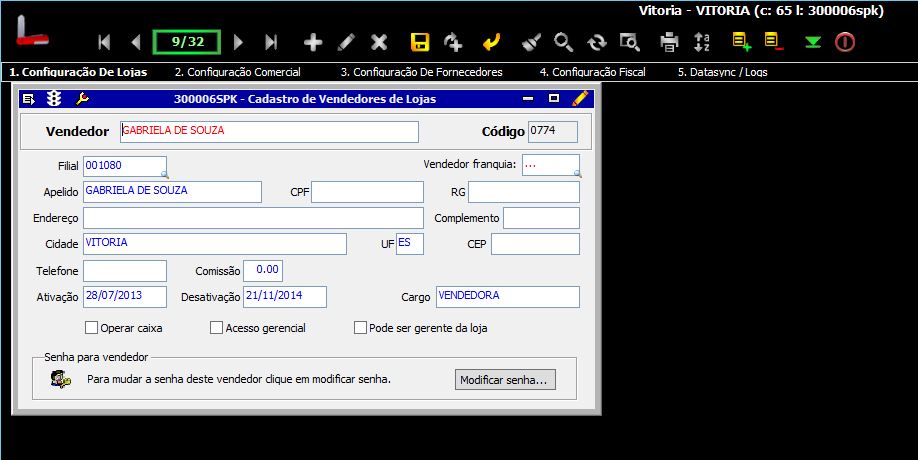 Vitoria - VITORIA (c: 65 l: 300006spk)
9/32
1. Configuração De Lojas 2. Configuração Comercial 3. Configuração De Fornecedores 4. Configuração Fiscal 5. Datasync / Logs
300006SPK - Cadastro de Vendedores de Lojas
Vendedor GABRIELA DE SOUZA Código 0774
Filial 001080 Vendedor franquia: ...
Apelido GABRIELA DE SOUZA CPF RG
Endereço Complemento
Cidade VITORIA UF ES CEP
Telefone Comissão 0.00
Ativação 28/07/2013 Desativação 21/11/2014 Cargo VENDEDORA
Operar caixa Acesso gerencial Pode ser gerente da loja
Senha para vendedor
Para mudar a senha deste vendedor clique em modificar senha. Modificar senha...